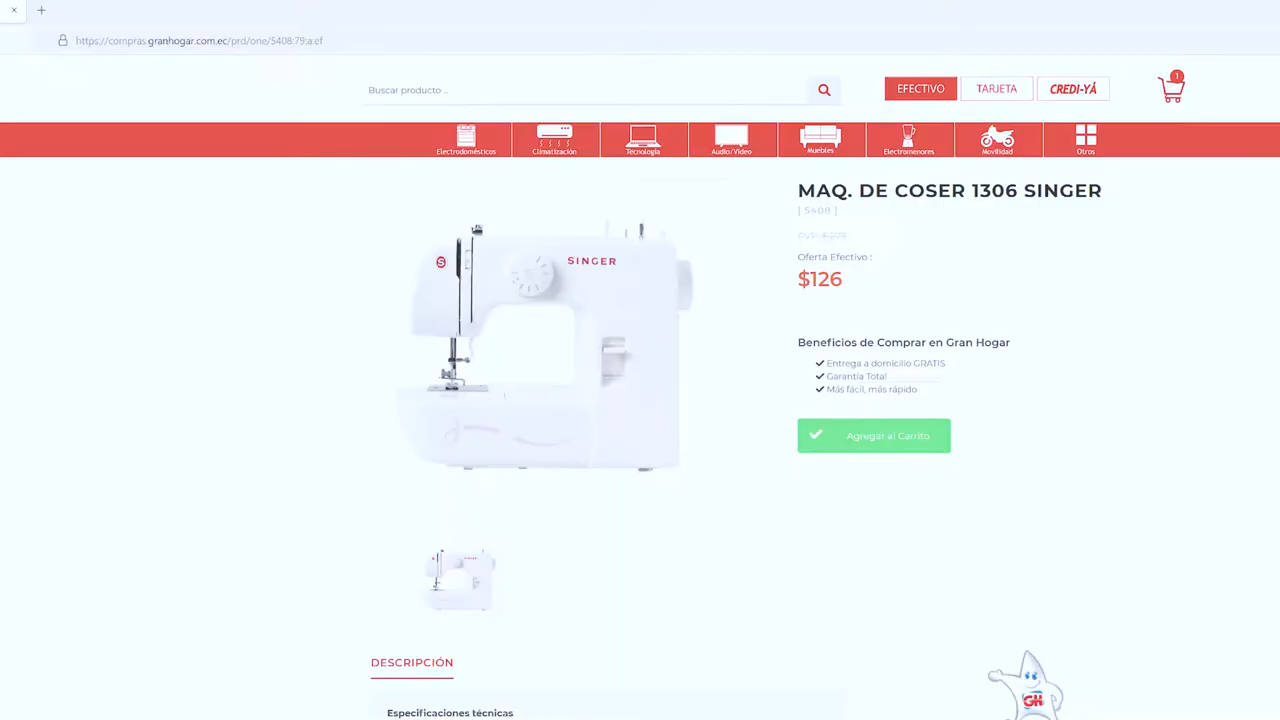 https://compras.granhogar.com.ec/prd/one/5408:79:a:ef
Buscar producto ..
EFECTIVO
TARJETA
CREDI-YÁ
1
Electrodomésticos
Climatización
Tecnología
Audio/Video
Muebles
Electromenores
Movilidad
Otros
MAQ. DE COSER 1306 SINGER
[ 5408 ]
PVP: $ 273
Oferta Efectivo :
$126
S
SINGER
Beneficios de Comprar en Gran Hogar
Entrega a domicilio GRATIS
Garantía Total
Más fácil, más rápido
Agregar al Carrito
DESCRIPCIÓN
GH
Especificaciones técnicas